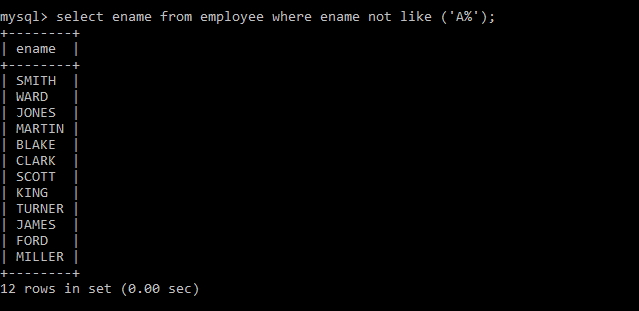 mysql> select ename from employee where ename not like ('A%');
+--------+
| ename  |
+--------+
| SMITH  |
| WARD   |
| JONES  |
| MARTIN |
| BLAKE  |
| CLARK  |
| SCOTT  |
| KING   |
| TURNER |
| JAMES  |
| FORD   |
| MILLER |
+--------+
12 rows in set (0.00 sec)